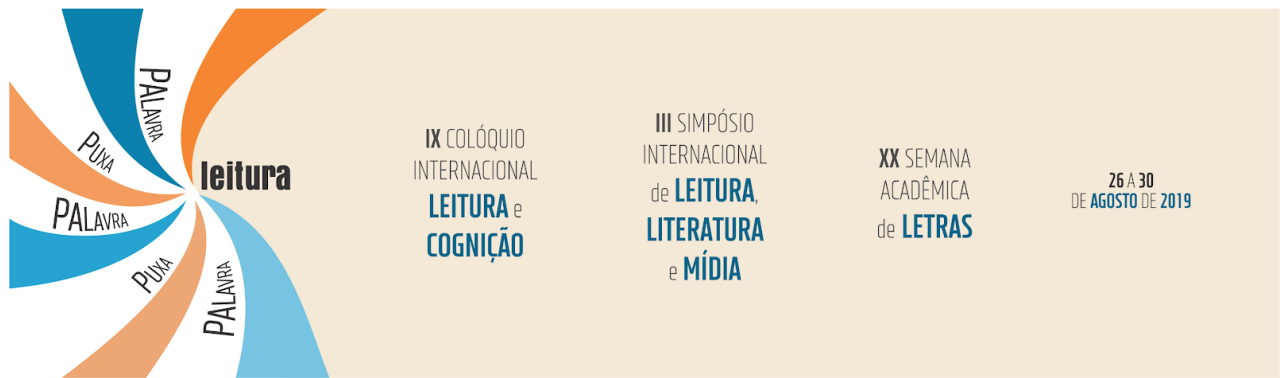 PALAVRA
PUXA
PALAVRA
PUXA
PALAVRA
leitura
IX COLÓQUIO
INTERNACIONAL
LEITURA e
COGNIÇÃO
III SIMPÓSIO
INTERNACIONAL
de LEITURA,
LITERATURA
e MÍDIA
XX SEMANA
ACADÊMICA
de LETRAS
26 A 30
DE AGOSTO DE 2019